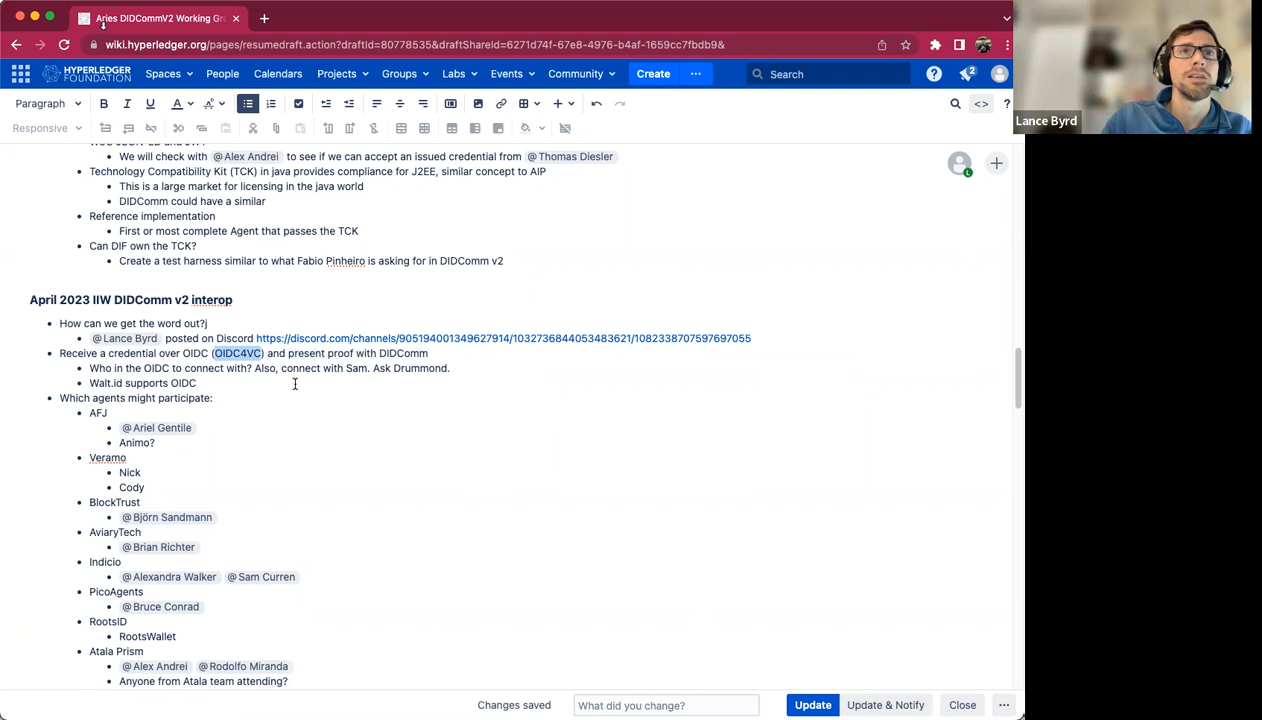 Aries DIDCommV2 Working Gr
wiki.hyperledger.org/pages/resumedraft.action?draftId=80778535&draftShareId=6271d74f-67e8-4976-b4af-1659cc7fbdb9&
HYPERLEDGER FOUNDATION Spaces People Calendars Projects Groups Labs Events Community Create ... Search ? 2
Paragraph B I U A <> ?
Responsive
We will check with @Alex Andrei to see if we can accept an issued credential from @Thomas Diesler
Technology Compatibility Kit (TCK) in java provides compliance for J2EE, similar concept to AIP
This is a large market for licensing in the java world
DIDComm could have a similar
Reference implementation
First or most complete Agent that passes the TCK
Can DIF own the TCK?
Create a test harness similar to what Fabio Pinheiro is asking for in DIDComm v2
April 2023 IIW DIDComm v2 interop
How can we get the word out?j
@Lance Byrd posted on Discord https://discord.com/channels/905194001349627914/1032736844053483621/1082338707597697055
Receive a credential over OIDC (OIDC4VC) and present proof with DIDComm
Who in the OIDC to connect with? Also, connect with Sam. Ask Drummond.
Walt.id supports OIDC
Which agents might participate:
AFJ
@Ariel Gentile
Animo?
Veramo
Nick
Cody
BlockTrust
@Björn Sandmann
AviaryTech
@Brian Richter
Indicio
@Alexandra Walker @Sam Curren
PicoAgents
@Bruce Conrad
RootsID
RootsWallet
Atala Prism
@Alex Andrei @Rodolfo Miranda
Anyone from Atala team attending?
Changes saved What did you change? Update Update & Notify Close ...
Lance Byrd